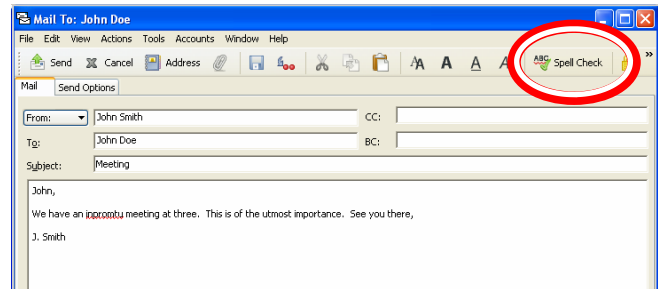 Mail To: John Doe
File Edit View Actions Tools Accounts Window Help
Send Cancel Address A A A A ABC Spell Check »
Mail Send Options
From: John Smith CC:
To: John Doe BC:
Subject: Meeting
John,
We have an inpromtu meeting at three. This is of the utmost importance. See you there,
J. Smith